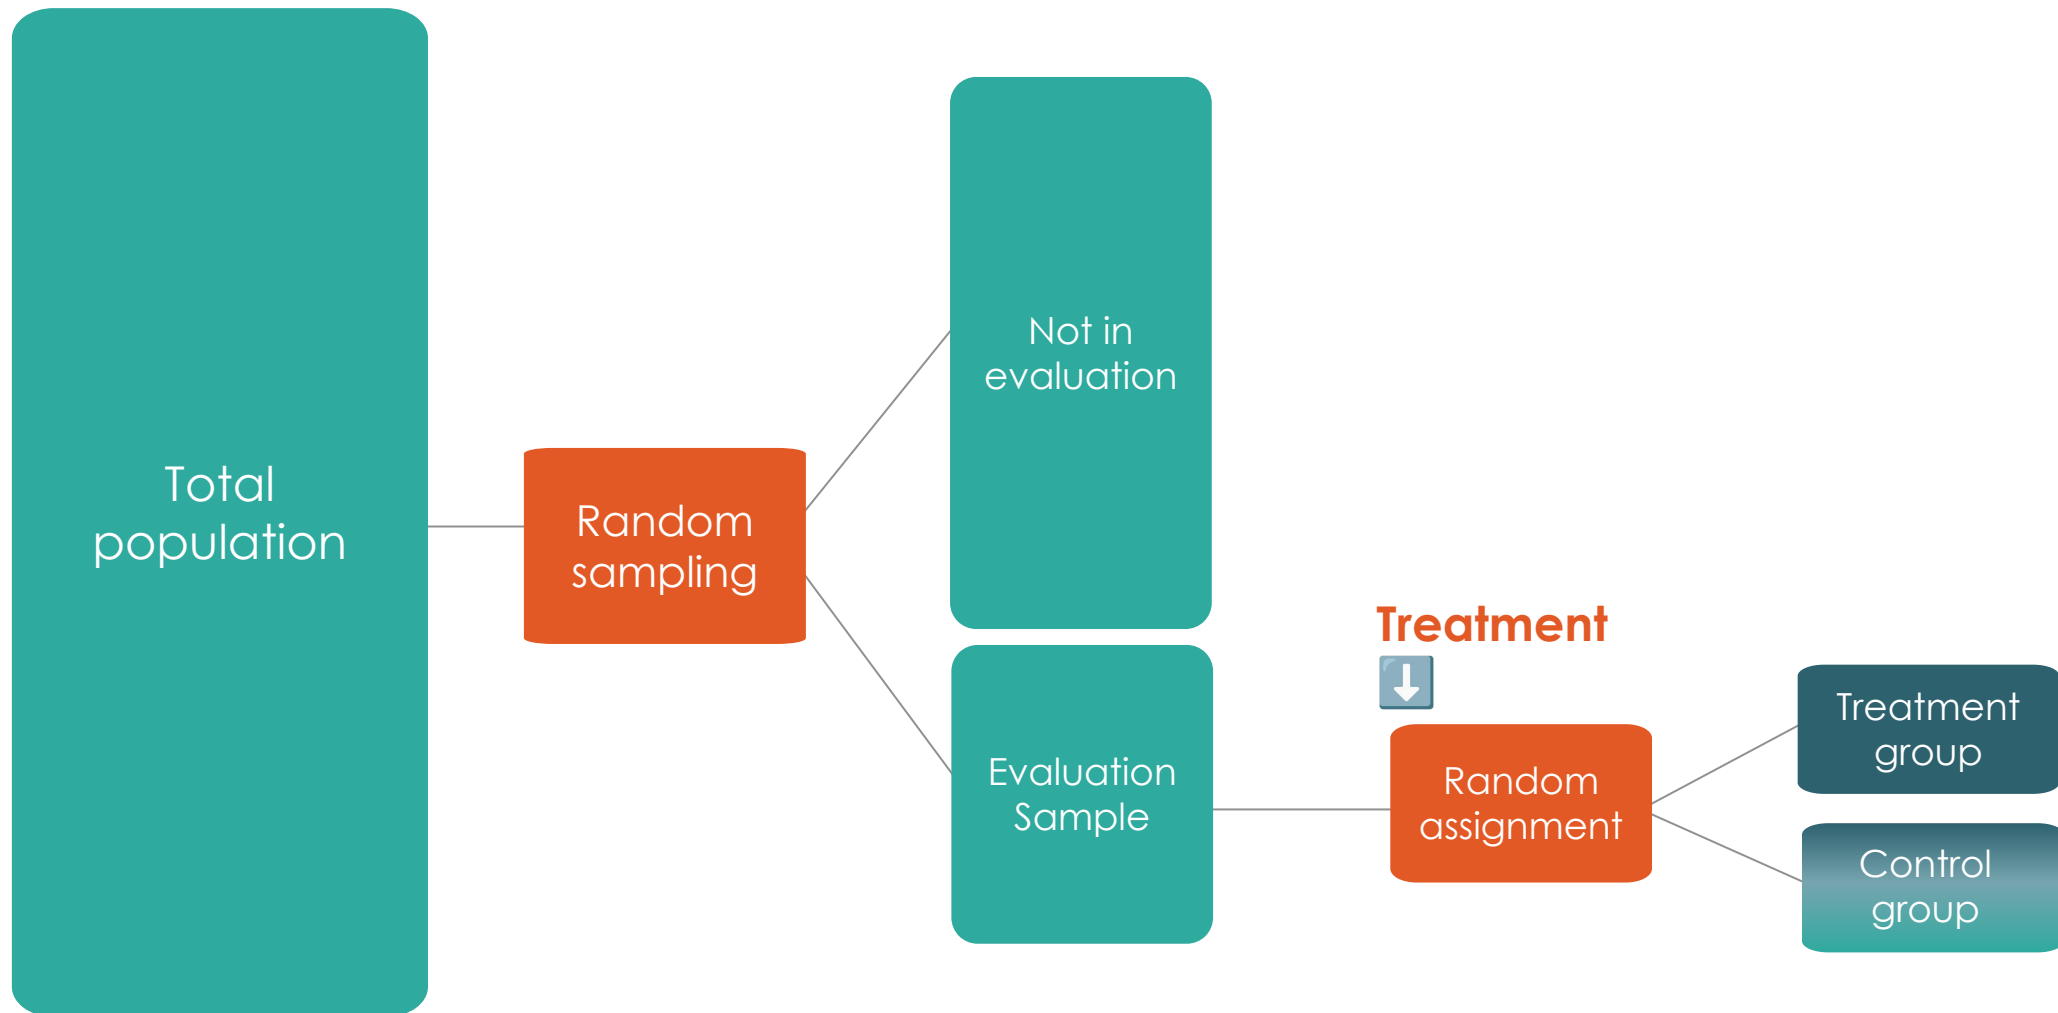 Total
population
Random
sampling
Not in
evaluation
Evaluation
Sample
Treatment
Random
assignment
Treatment
group
Control
group